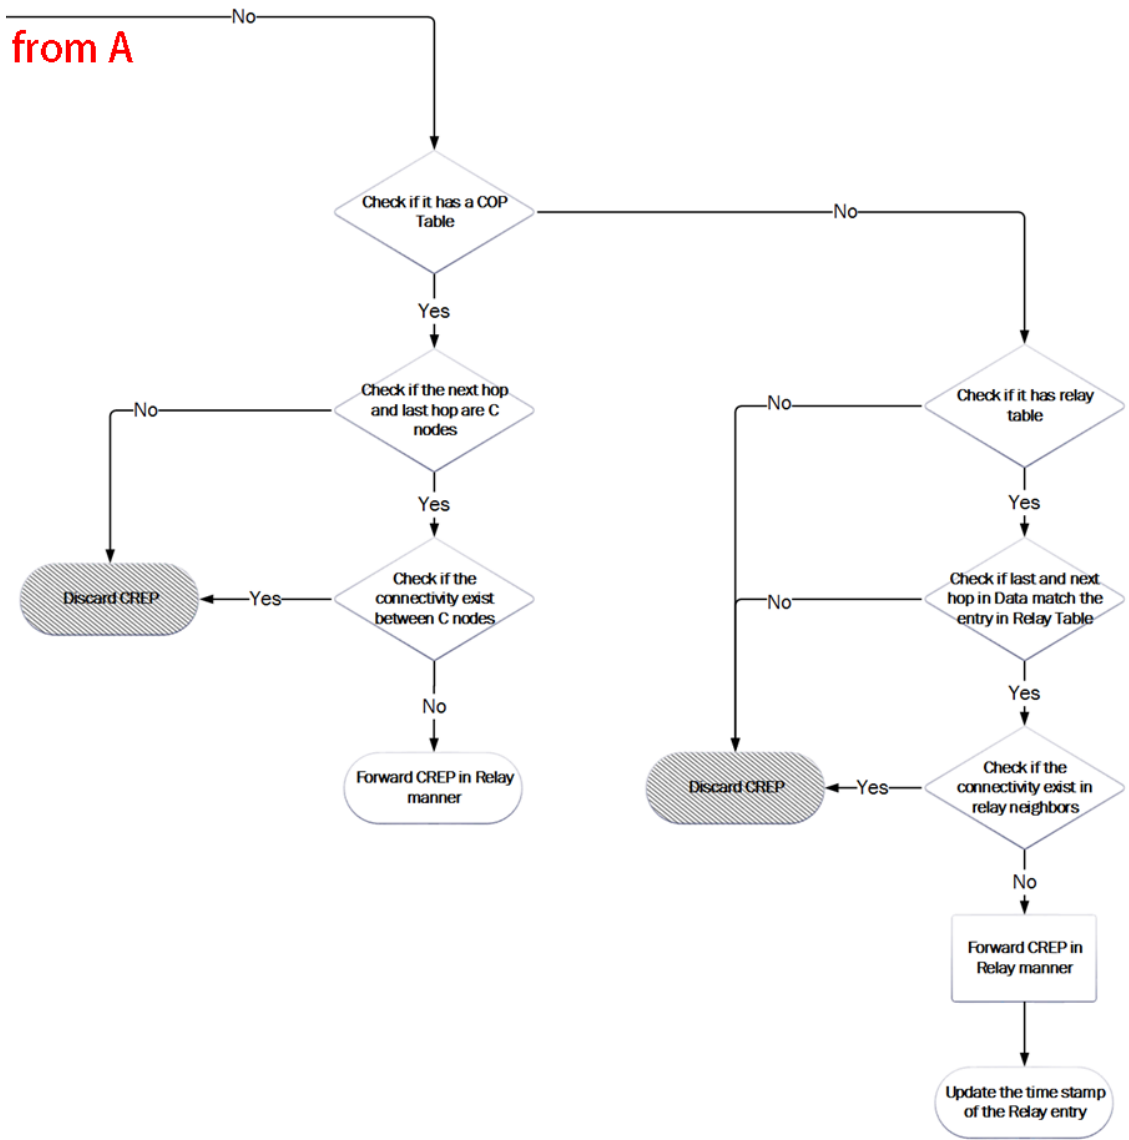 No
from A
Check if it has a COP
Table
No
Yes
Check if the next hop
and last hop are C
nodes
No
Yes
Check if the
connectivity exist
between C nodes
Yes
Discard CREP
No
Forward CREP in Relay
manner
Check if it has relay
table
No
Yes
Check if last and next
hop in Data match the
entry in Relay Table
No
Yes
Check if the
connectivity exist in
relay neighbors
Yes
Discard CREP
No
Forward CREP in
Relay manner
Update the time stamp
of the Relay entry